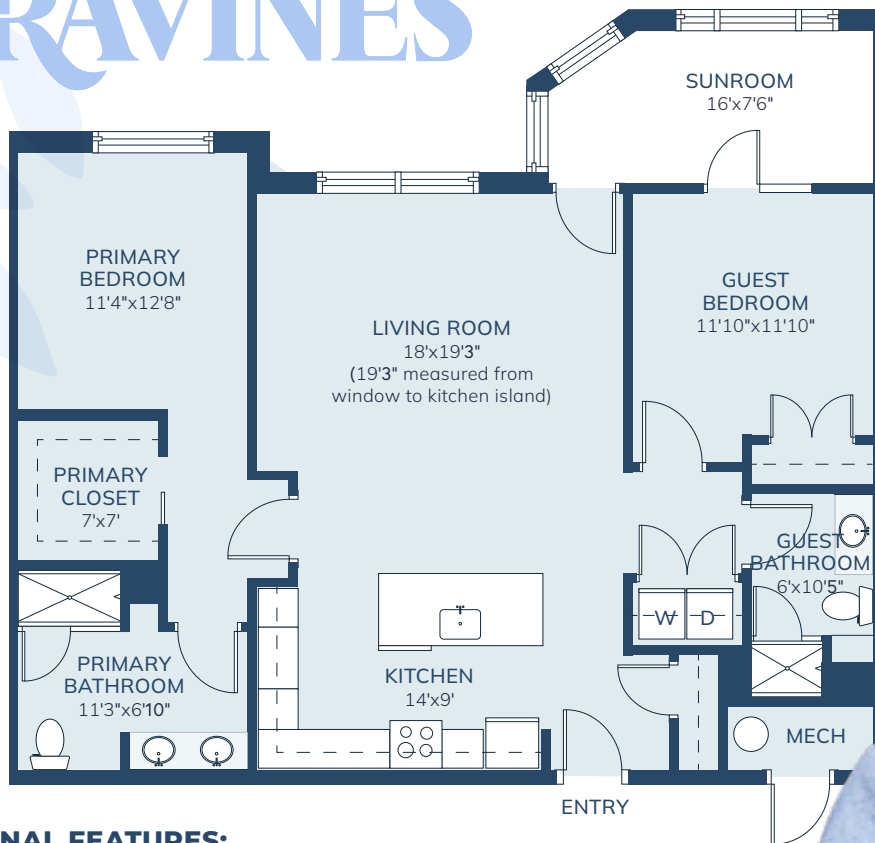 RAVINES
SUNROOM
16'x7'6"
PRIMARY
BEDROOM
11'4"x12'8"
GUEST
BEDROOM
11'10"x11'10"
LIVING ROOM
18'x19'3"
(19'3" measured from
window to kitchen island)
PRIMARY
CLOSET
7'x7'
GUEST
BATHROOM
6'x10'5"
W D
PRIMARY
BATHROOM
11'3"x6'10"
KITCHEN
14'x9'
MECH
ENTRY
NAL FEATURES: